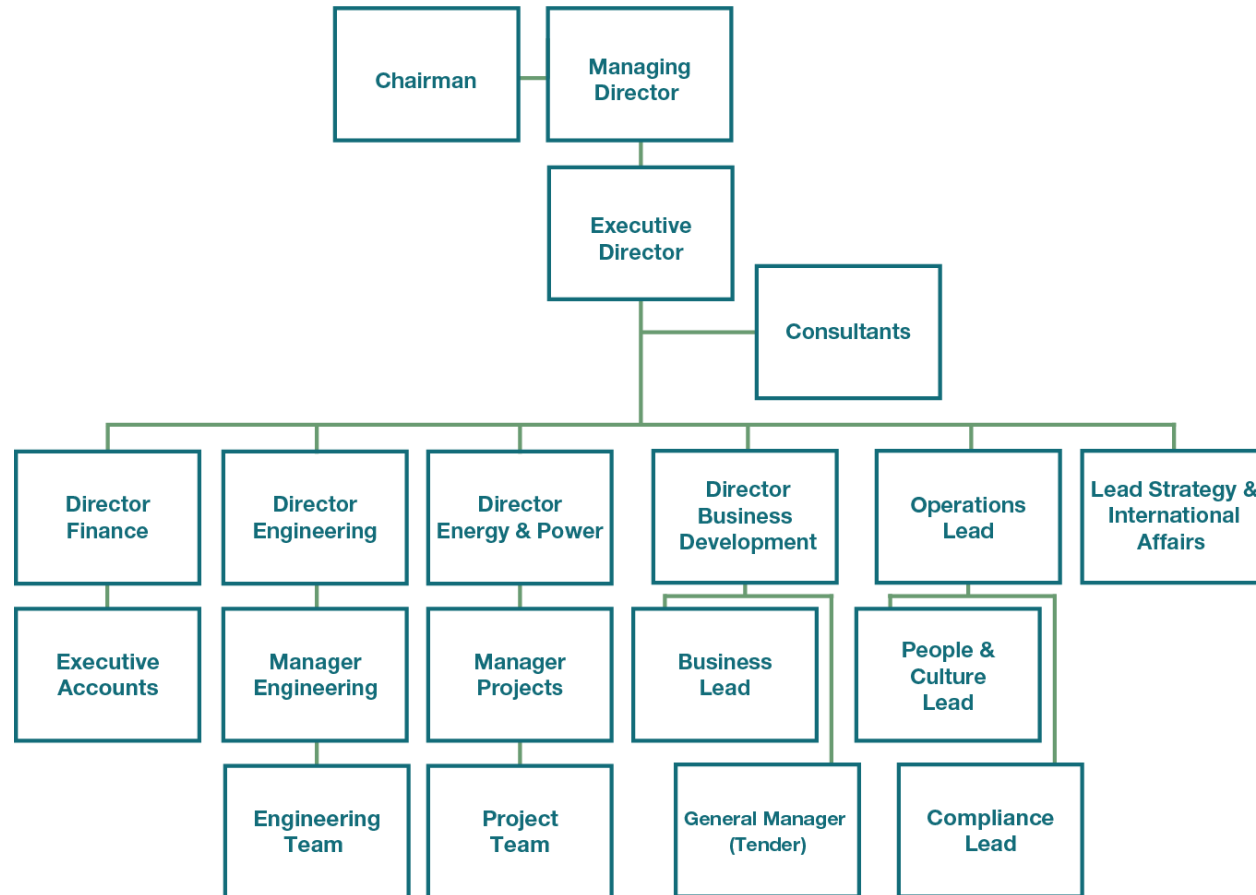 Chairman
Managing
Director
Executive
Director
Consultants
Director
Finance
Director
Engineering
Director
Energy & Power
Director
Business
Development
Operations
Lead
Lead Strategy &
International
Affairs
Executive
Accounts
Manager
Engineering
Manager
Projects
Business
Lead
People &
Culture
Lead
Engineering
Team
Project
Team
General Manager
(Tender)
Compliance
Lead